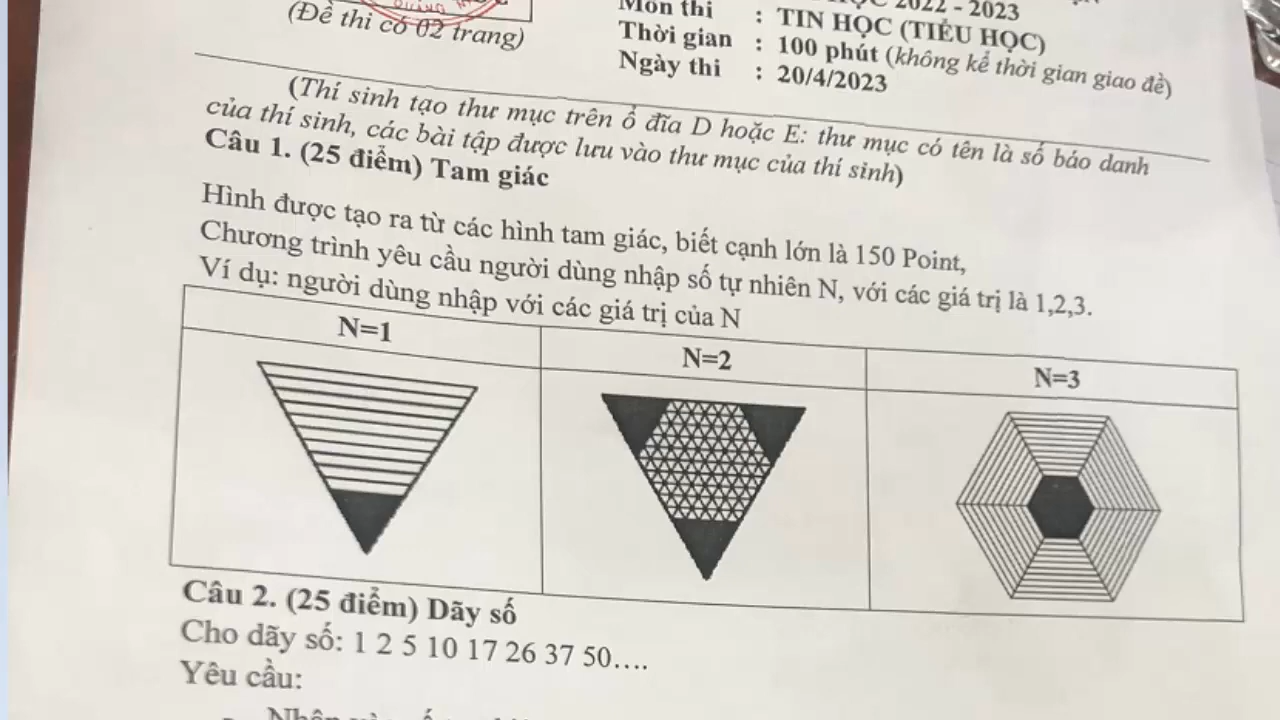 2022 - 2023
(Đề thi có 02 trang)
Môn thi : TIN HỌC (TIỂU HỌC)
Thời gian : 100 phút (không kể thời gian giao đề)
Ngày thi : 20/4/2023
(Thí sinh tạo thư mục trên ổ đĩa D hoặc E: thư mục có tên là số báo danh
của thí sinh, các bài tập được lưu vào thư mục của thí sinh)
Câu 1. (25 điểm) Tam giác
Hình được tạo ra từ các hình tam giác, biết cạnh lớn là 150 Point,
Chương trình yêu cầu người dùng nhập số tự nhiên N, với các giá trị là 1,2,3.
Ví dụ: người dùng nhập với các giá trị của N
N=1 N=2 N=3
Câu 2. (25 điểm) Dãy số
Cho dãy số: 1 2 5 10 17 26 37 50....
Yêu cầu: